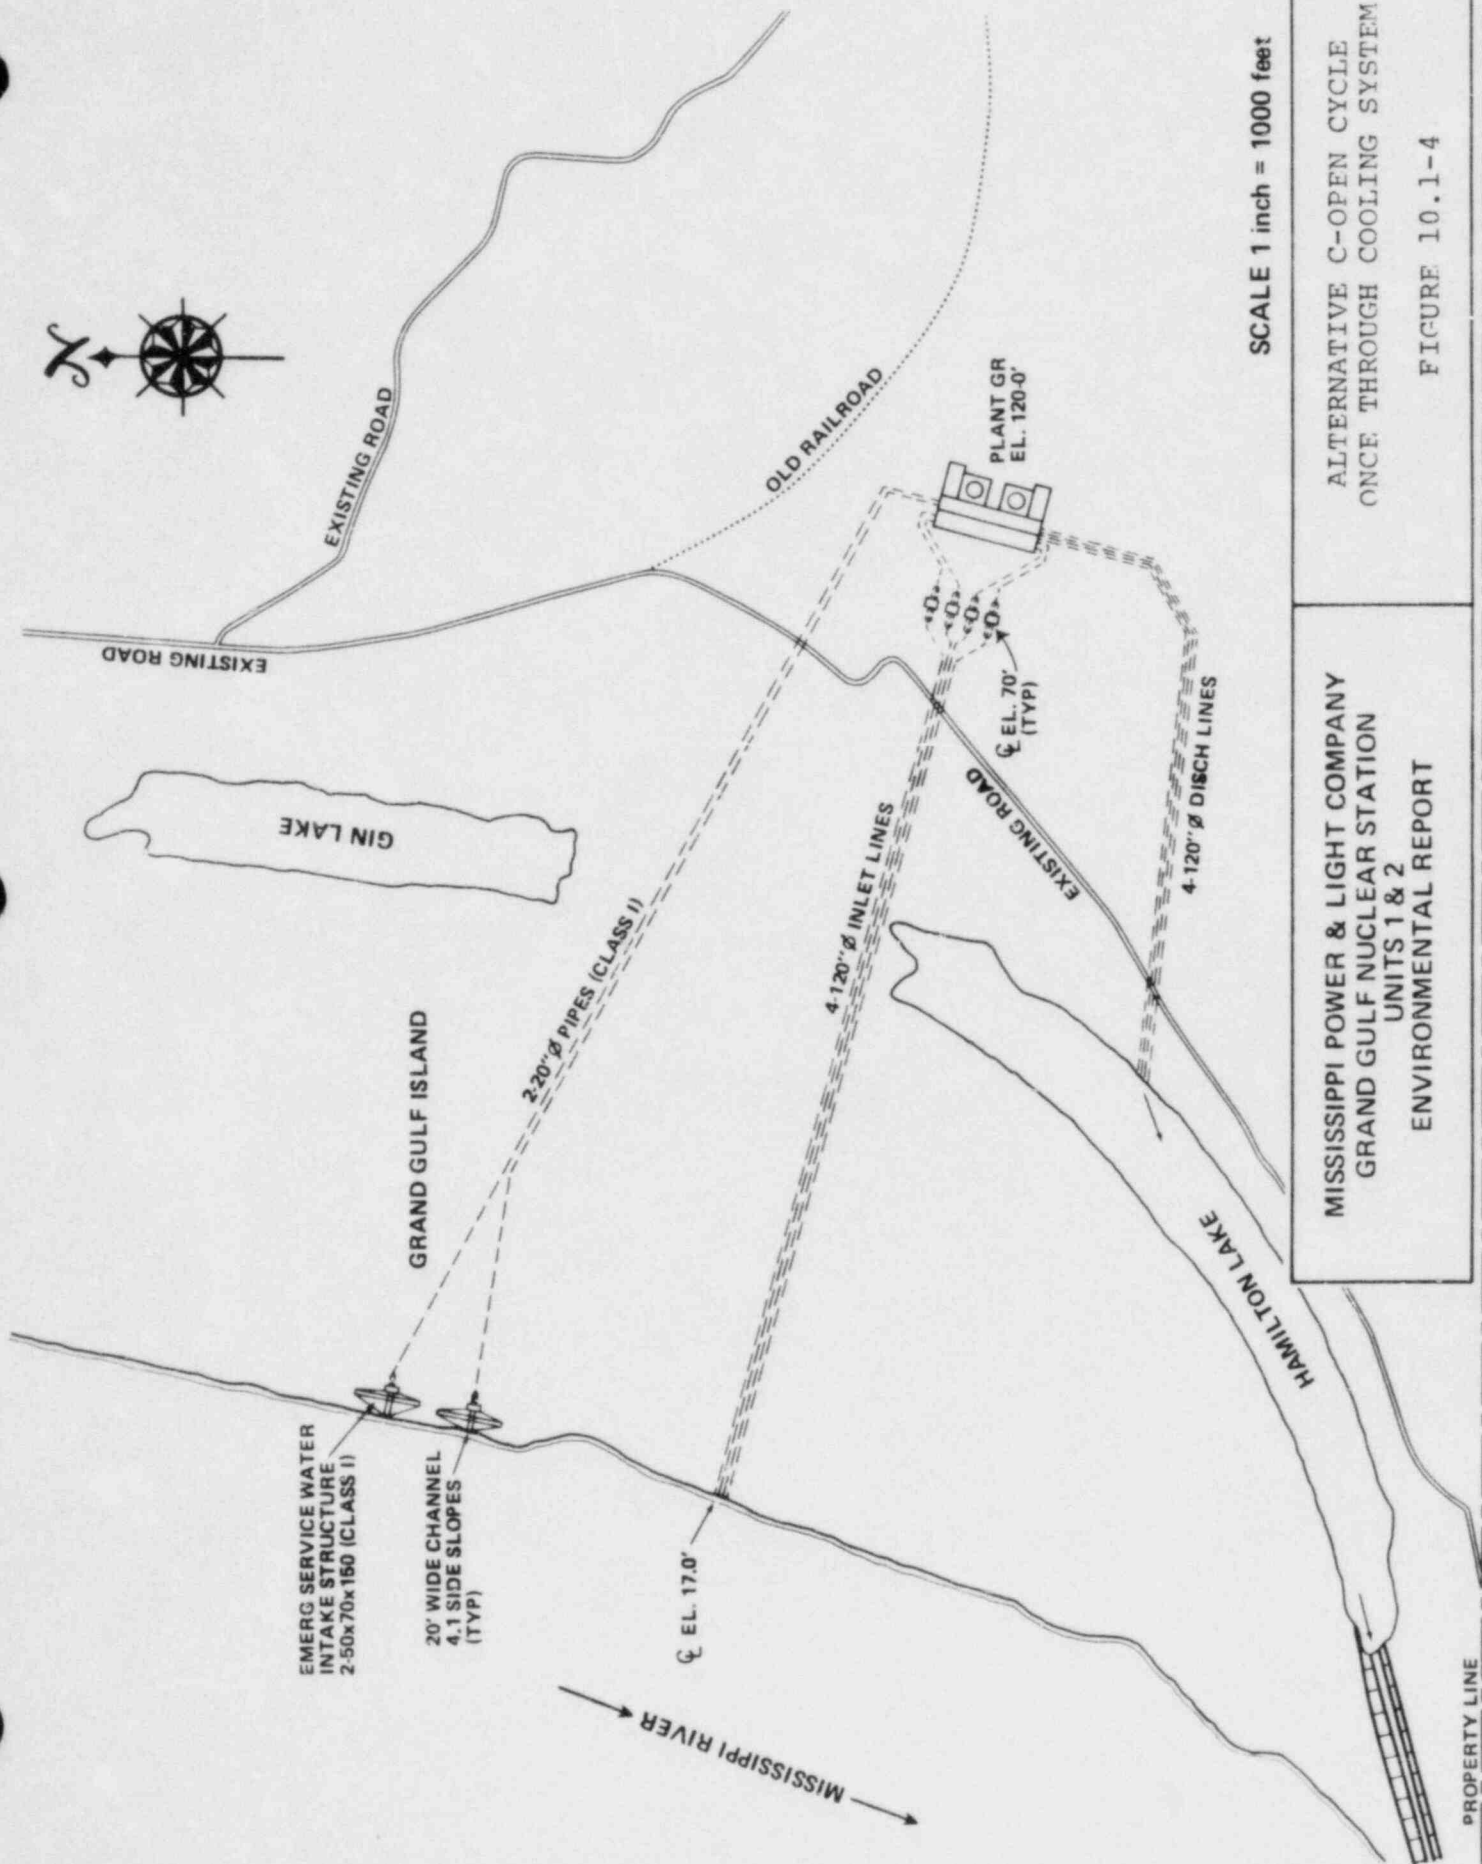 N
EXISTING ROAD
EXISTING ROAD
GIN LAKE
OLD RAILROAD
PLANT GR
EL. 120-0'
GRAND GULF ISLAND
2-20"Ø PIPES (CLASS I)
4-120"Ø INLET LINES
EXISTING ROAD
℄ EL. 70'
(TYP)
4-120"Ø DISCH LINES
EMERG SERVICE WATER
INTAKE STRUCTURE
2-50x70x150 (CLASS I)
20' WIDE CHANNEL
4.1 SIDE SLOPES
(TYP)
℄ EL. 17.0'
MISSISSIPPI RIVER
HAMILTON LAKE
PROPERTY LINE
SCALE 1 inch = 1000 feet
MISSISSIPPI POWER & LIGHT COMPANY
GRAND GULF NUCLEAR STATION
UNITS 1 & 2
ENVIRONMENTAL REPORT
ALTERNATIVE C-OPEN CYCLE
ONCE THROUGH COOLING SYSTEM
FIGURE 10.1-4